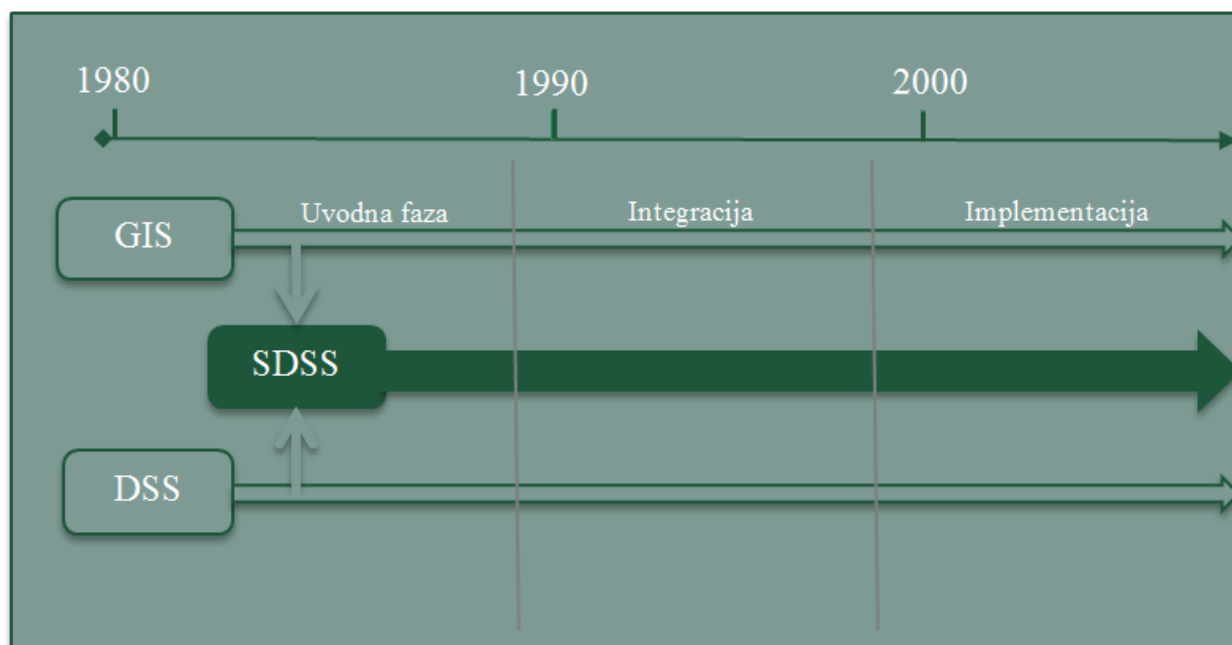 1980
1990
2000
Uvodna faza
Integracija
Implementacija
GIS
SDSS
DSS